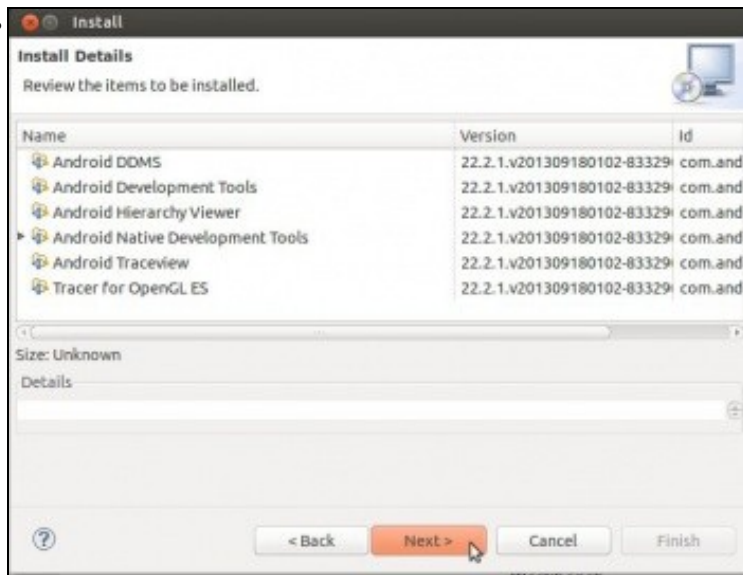 Install
Install Details
Review the items to be installed.
Name Version Id
Android DDMS 22.2.1.v201309180102-83329 com.and
Android Development Tools 22.2.1.v201309180102-83329 com.and
Android Hierarchy Viewer 22.2.1.v201309180102-83329 com.and
Android Native Development Tools 22.2.1.v201309180102-83329 com.and
Android Traceview 22.2.1.v201309180102-83329 com.and
Tracer for OpenGL ES 22.2.1.v201309180102-83329 com.and
Size: Unknown
Details
< Back Next > Cancel Finish